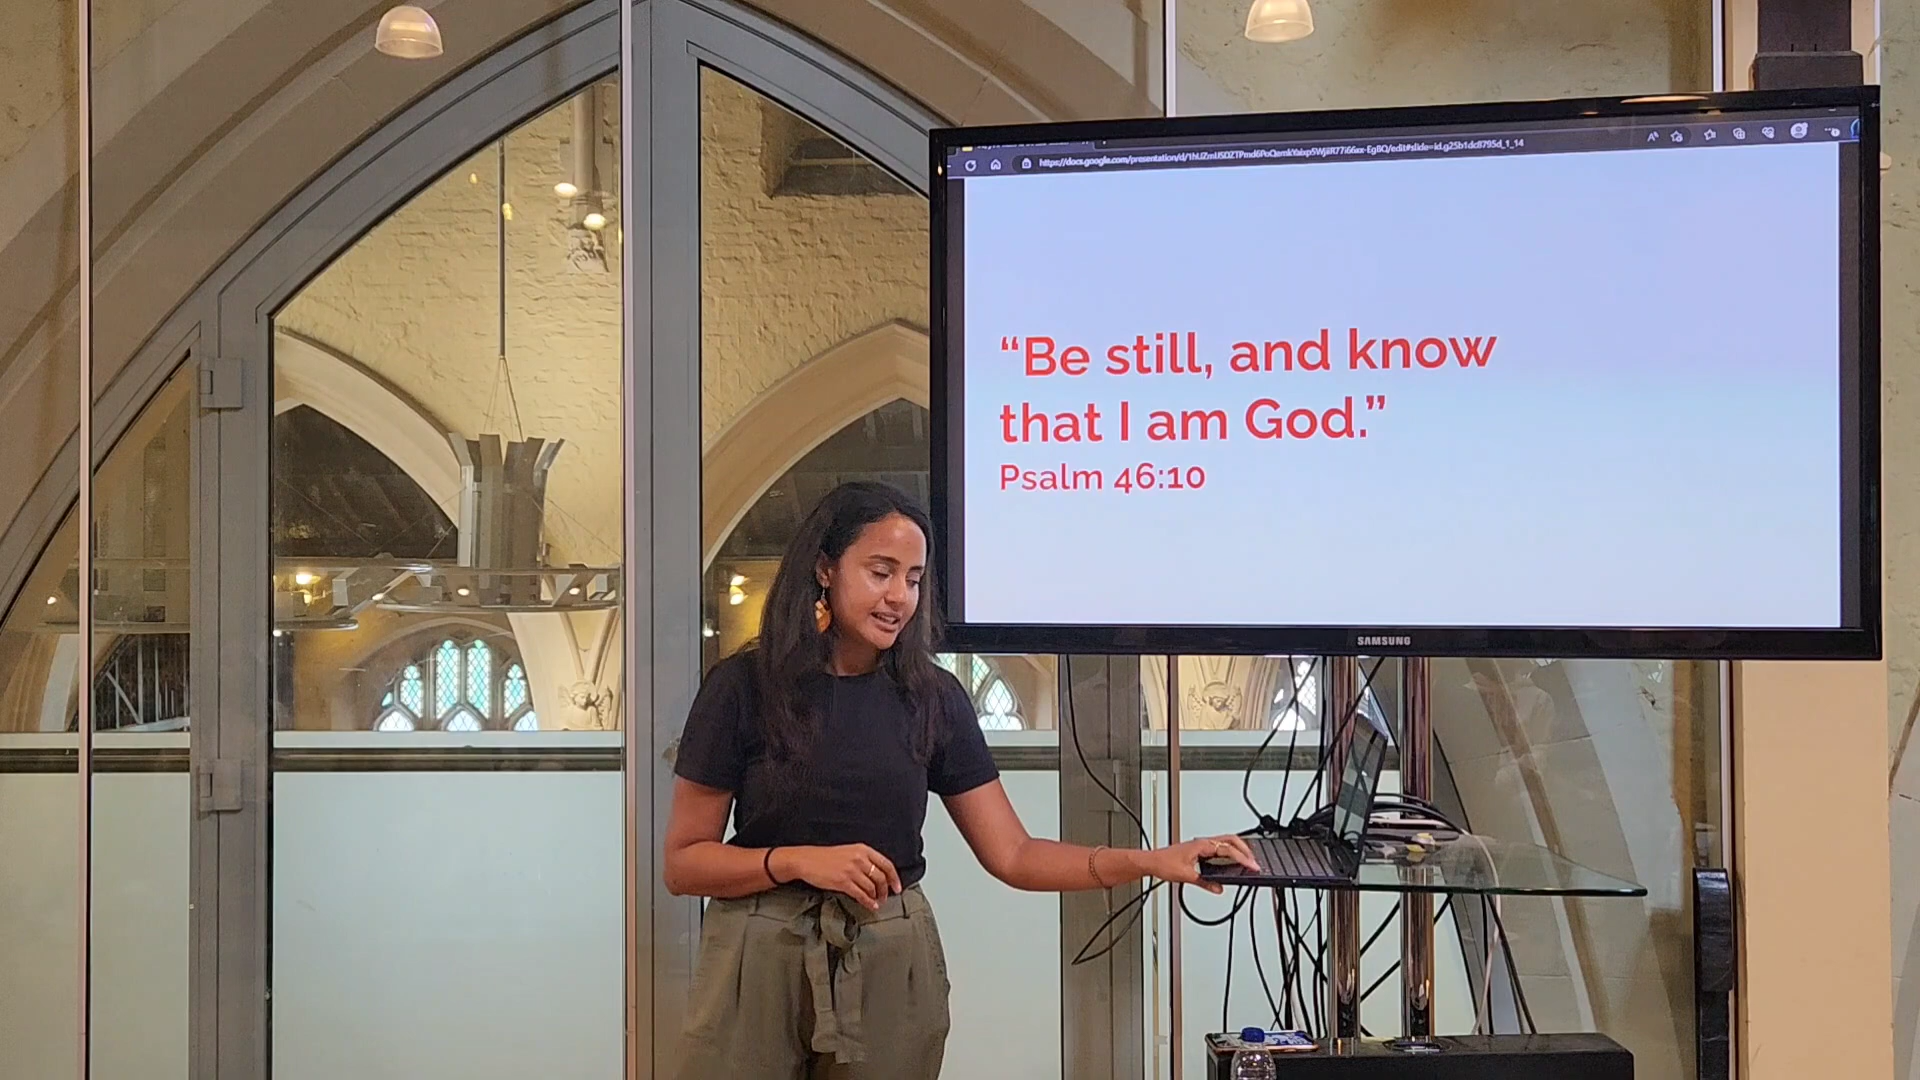 “Be still, and know
that I am God.”
Psalm 46:10
SAMSUNG